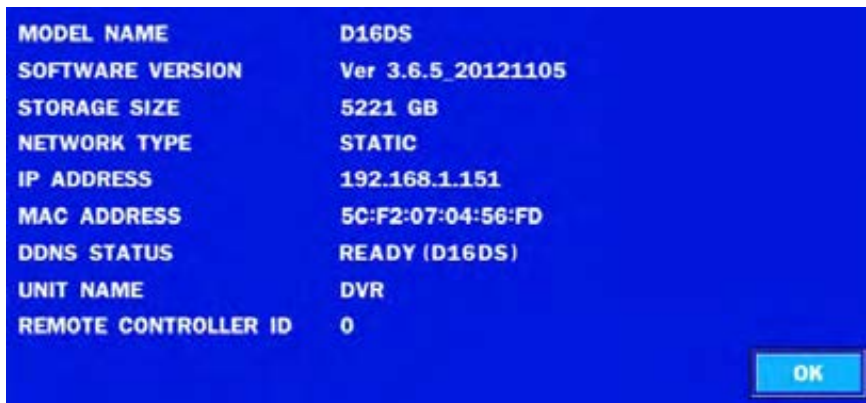 MODEL NAME D16DS
SOFTWARE VERSION Ver 3.6.5_20121105
STORAGE SIZE 5221 GB
NETWORK TYPE STATIC
IP ADDRESS 192.168.1.151
MAC ADDRESS 5C:F2:07:04:56:FD
DDNS STATUS READY (D16DS)
UNIT NAME DVR
REMOTE CONTROLLER ID 0
OK